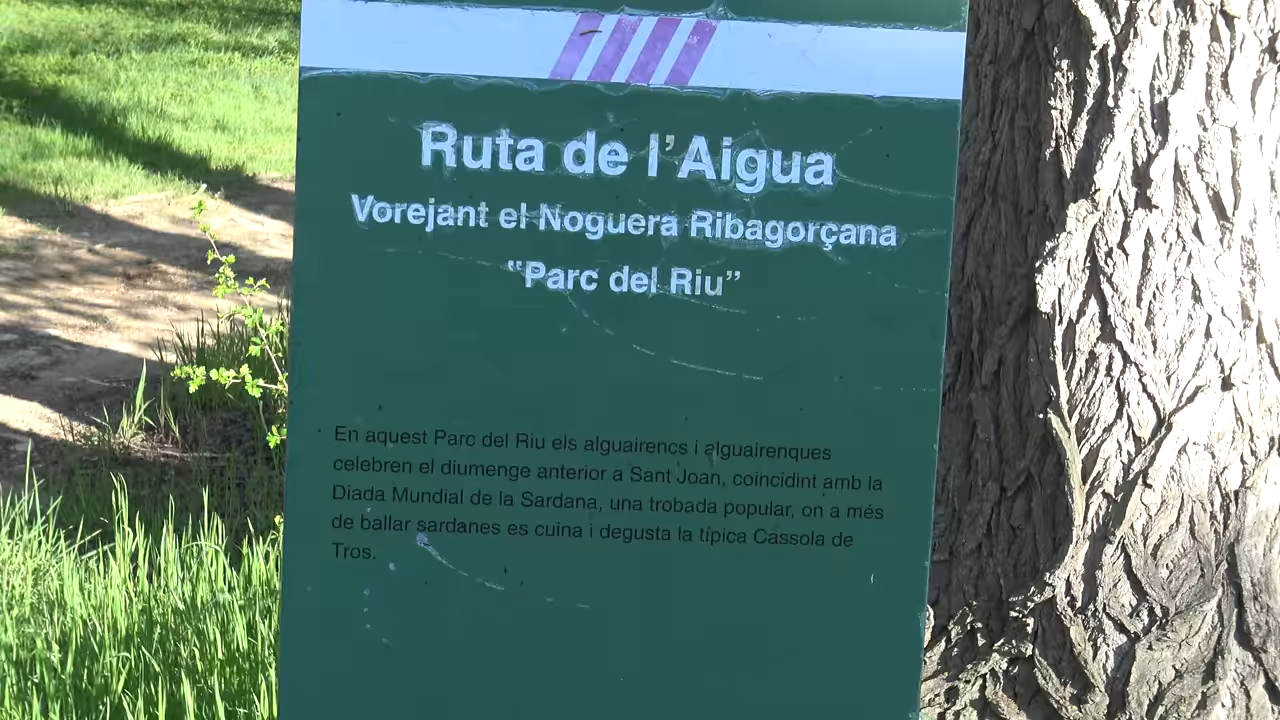 Ruta de l’Aigua
Vorejant el Noguera Ribagorçana
“Parc del Riu”
En aquest Parc del Riu els alguairencs i alguairenques
celebren el diumenge anterior a Sant Joan, coincidint amb la
Diada Mundial de la Sardana, una trobada popular, on a més
de ballar sardanes es cuina i degusta la típica Cassola de
Tros.